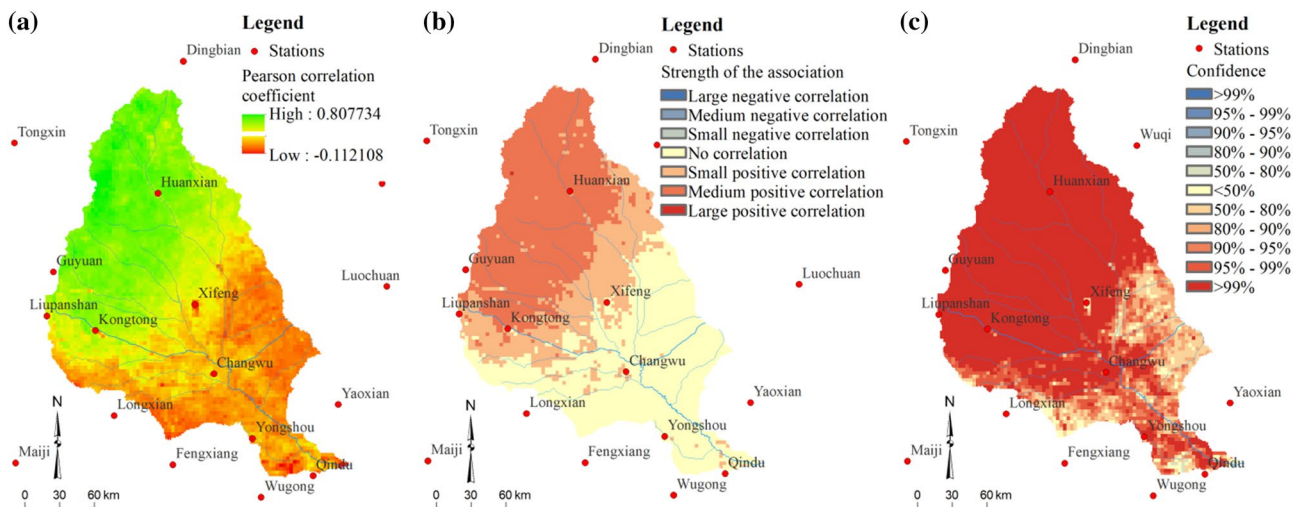 (a)
Legend
Stations
Dingbian
Pearson correlation
coefficient
High : 0.807734
Low : -0.112108
Tongxin
Huanxian
Guyuan
Luochuan
Xifeng
Liupanshan
Kongtong
Changwu
Yaoxian
N
Longxian
Yongshou
Maiji
Fengxiang
Qindu
Wugong
0 30 60 km
(b)
Legend
Stations
Dingbian
Strength of the association
Large negative correlation
Medium negative correlation
Small negative correlation
No correlation
Small positive correlation
Medium positive correlation
Large positive correlation
Tongxin
Huanxian
Guyuan
Luochuan
Xifeng
Liupanshan
Kongtong
Changwu
Yaoxian
N
Longxian
Yongshou
Maiji
Fengxiang
Qindu
Wugong
0 30 60 km
(c)
Legend
Stations
Dingbian
Confidence
>99%
95% - 99%
90% - 95%
80% - 90%
50% - 80%
<50%
50% - 80%
80% - 90%
90% - 95%
95% - 99%
>99%
Tongxin
Wuqi
Huanxian
Guyuan
Xifeng
Liupanshan
Kongtong
Changwu
Yaoxian
N
Longxian
Yongshou
Maiji
Fengxiang
Qindu
Wugong
0 30 60 km